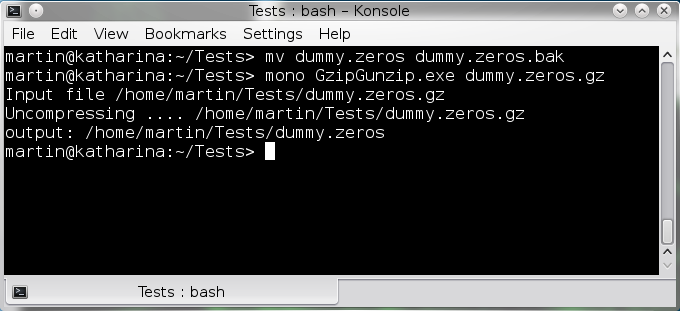 Tests : bash – Konsole
File Edit View Bookmarks Settings Help
martin@katharina:~/Tests> mv dummy.zeros dummy.zeros.bak
martin@katharina:~/Tests> mono GzipGunzip.exe dummy.zeros.gz
Input file /home/martin/Tests/dummy.zeros.gz
Uncompressing .... /home/martin/Tests/dummy.zeros.gz
output: /home/martin/Tests/dummy.zeros
martin@katharina:~/Tests>
Tests : bash